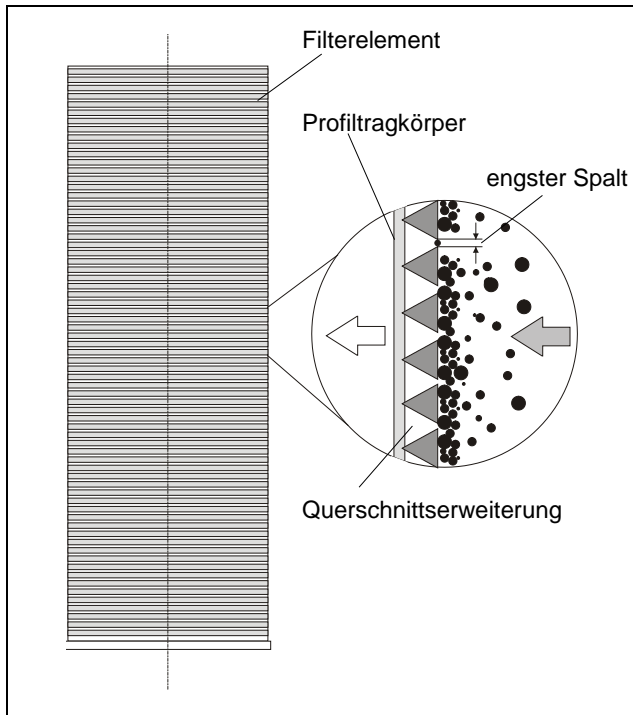 Filterelement
Profiltragkörper
engster Spalt
Querschnittserweiterung